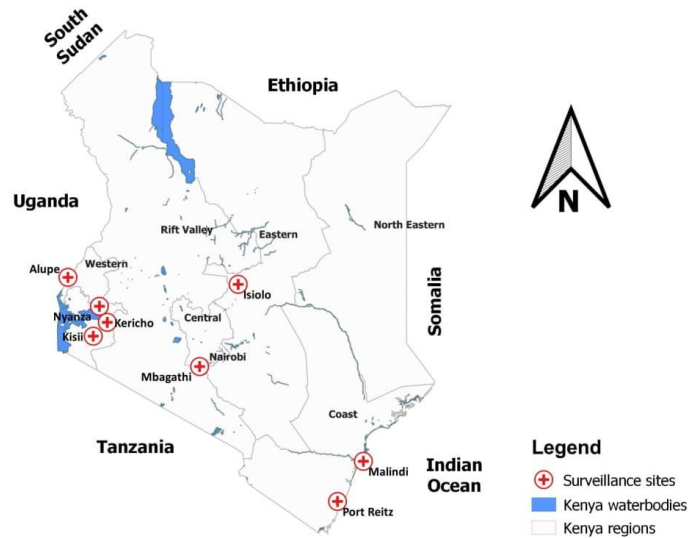 South
Sudan
Ethiopia
Uganda
North Eastern
Rift Valley
Eastern
Alupe
Western
Isiolo
Somalia
Nyanza
Kericho
Central
Kisii
Nairobi
Mbagathi
Coast
Tanzania
Malindi
Indian
Ocean
Port Reitz
N
Legend
Surveillance sites
Kenya waterbodies
Kenya regions